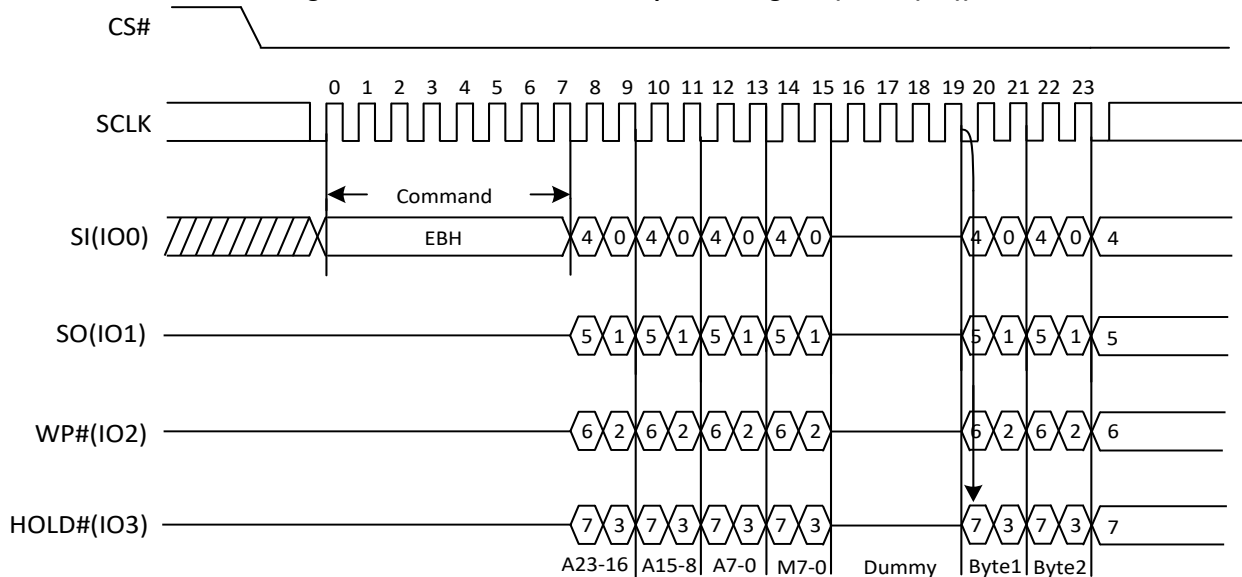 CS#
0 1 2 3 4 5 6 7 8 9 10 11 12 13 14 15 16 17 18 19 20 21 22 23
SCLK
Command
SI(IO0) EBH 4 0 4 0 4 0 4 0 4 0 4 0 4
SO(IO1) 5 1 5 1 5 1 5 1 5 1 5 1 5
WP#(IO2) 6 2 6 2 6 2 6 2 6 2 6 2 6
HOLD#(IO3) 7 3 7 3 7 3 7 3 7 3 7 3 7
A23-16 A15-8 A7-0 M7-0 Dummy Byte1 Byte2